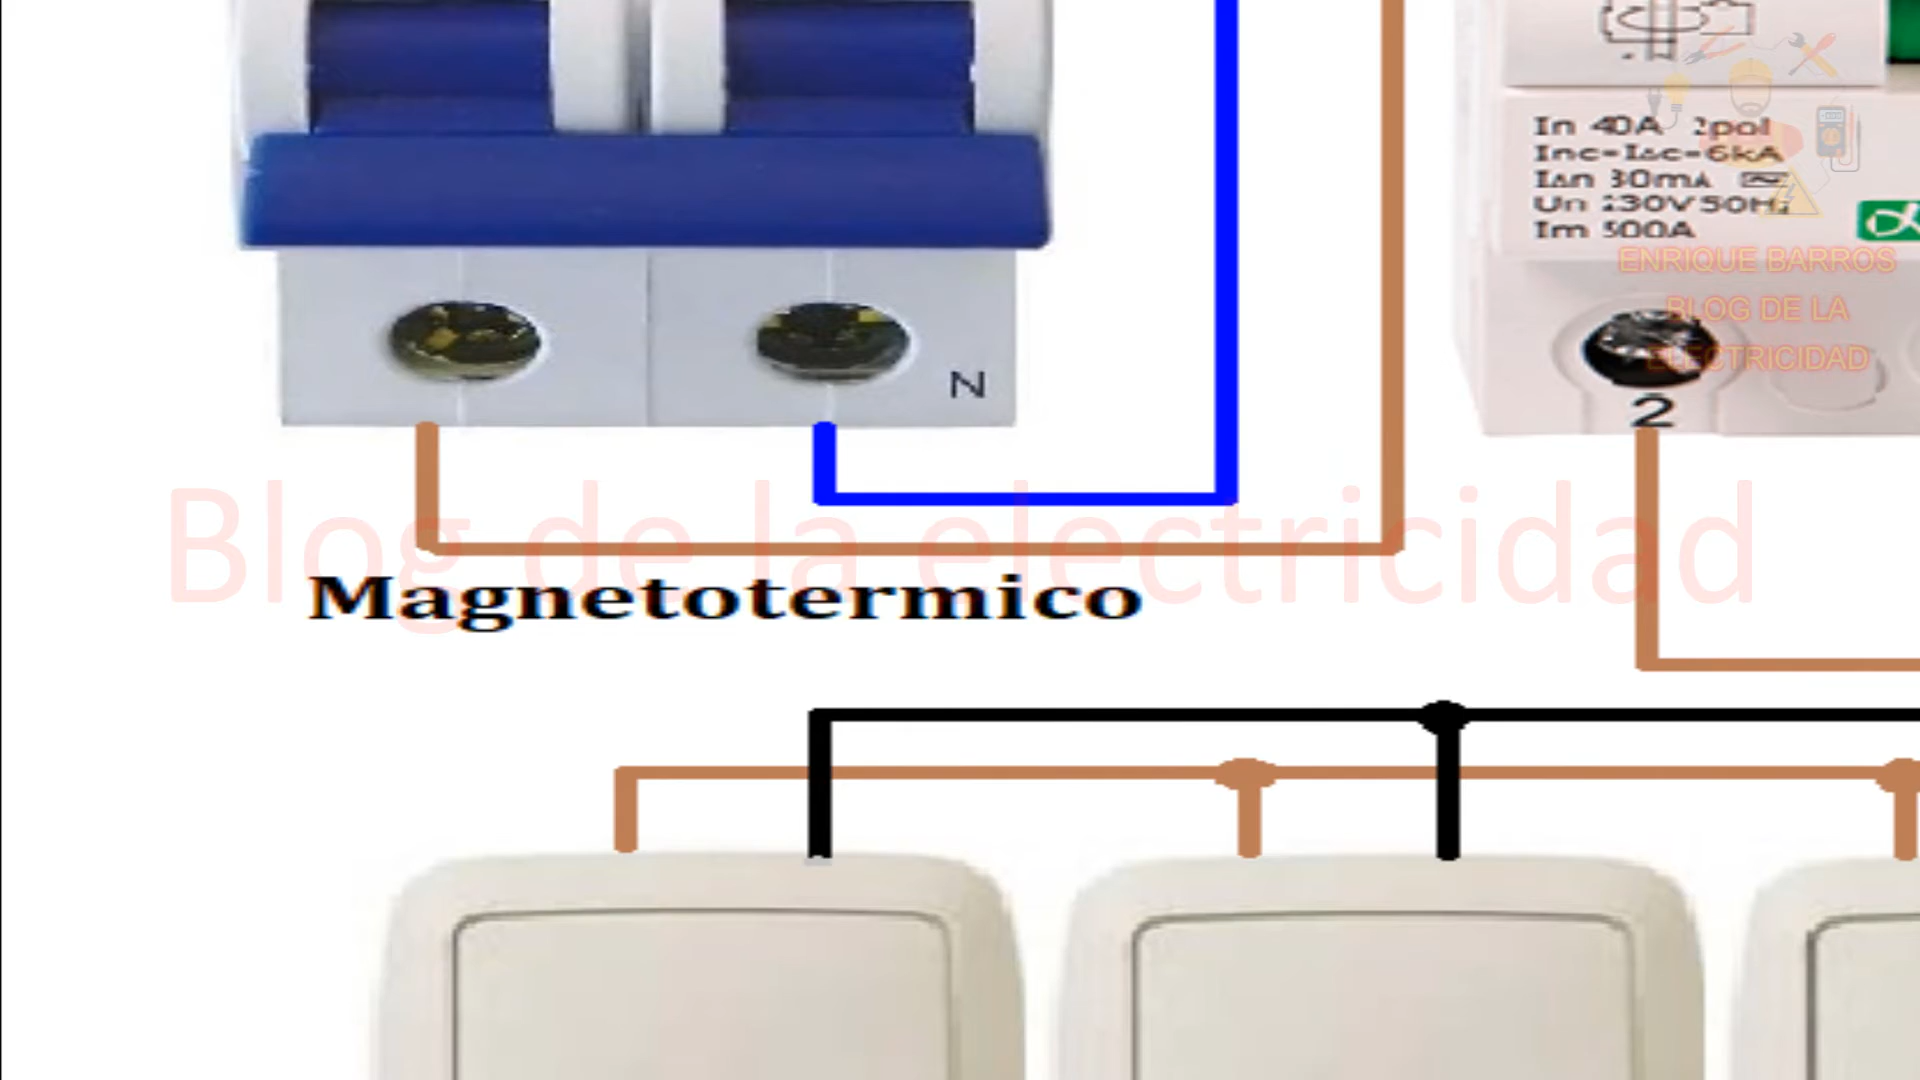 In 40A 2pol
Inc=IΔc=6kA
IΔn 30mA
Un 230V 50Hz
Im 500A
ENRIQUE BARROS
BLOG DE LA
ELECTRICIDAD
N
2
Blog de la electricidad
Magnetotermico